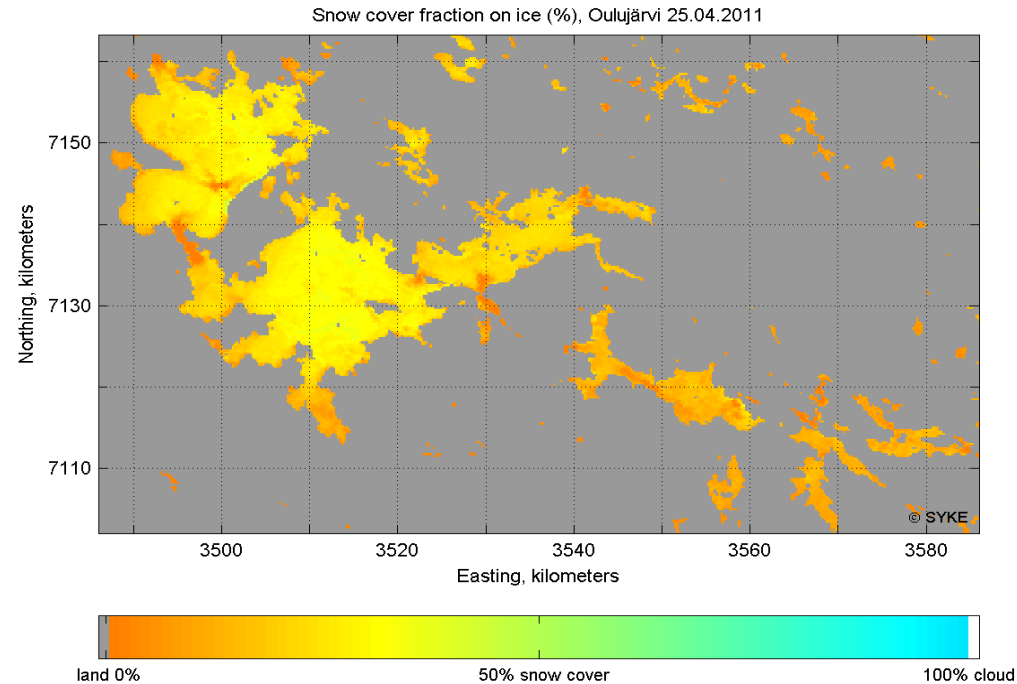 Snow cover fraction on ice (%), Oulujärvi 25.04.2011
7150
7130
7110
Northing, kilometers
© SYKE
3500 3520 3540 3560 3580
Easting, kilometers
land 0% 50% snow cover 100% cloud